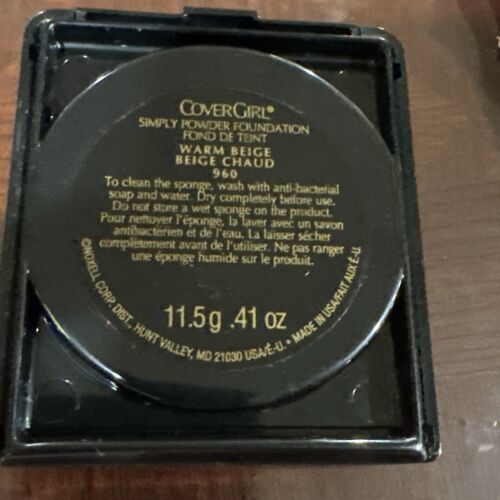 COVERGIRL®
SIMPLY POWDER FOUNDATION
FOND DE TEINT
WARM BEIGE
BEIGE CHAUD
960
To clean the sponge, wash with anti-bacterial
soap and water. Dry completely before use.
Do not store a wet sponge on the product.
Pour nettoyer l'éponge, la laver avec un savon
antibactérien et de l'eau. La laisser sécher
complètement avant de l'utiliser. Ne pas ranger
une éponge humide sur le produit.
11.5g .41 oz
©NOXELL CORP. DIST., HUNT VALLEY, MD 21030 USA/É-U. • MADE IN USA/FAIT AUX É-U.